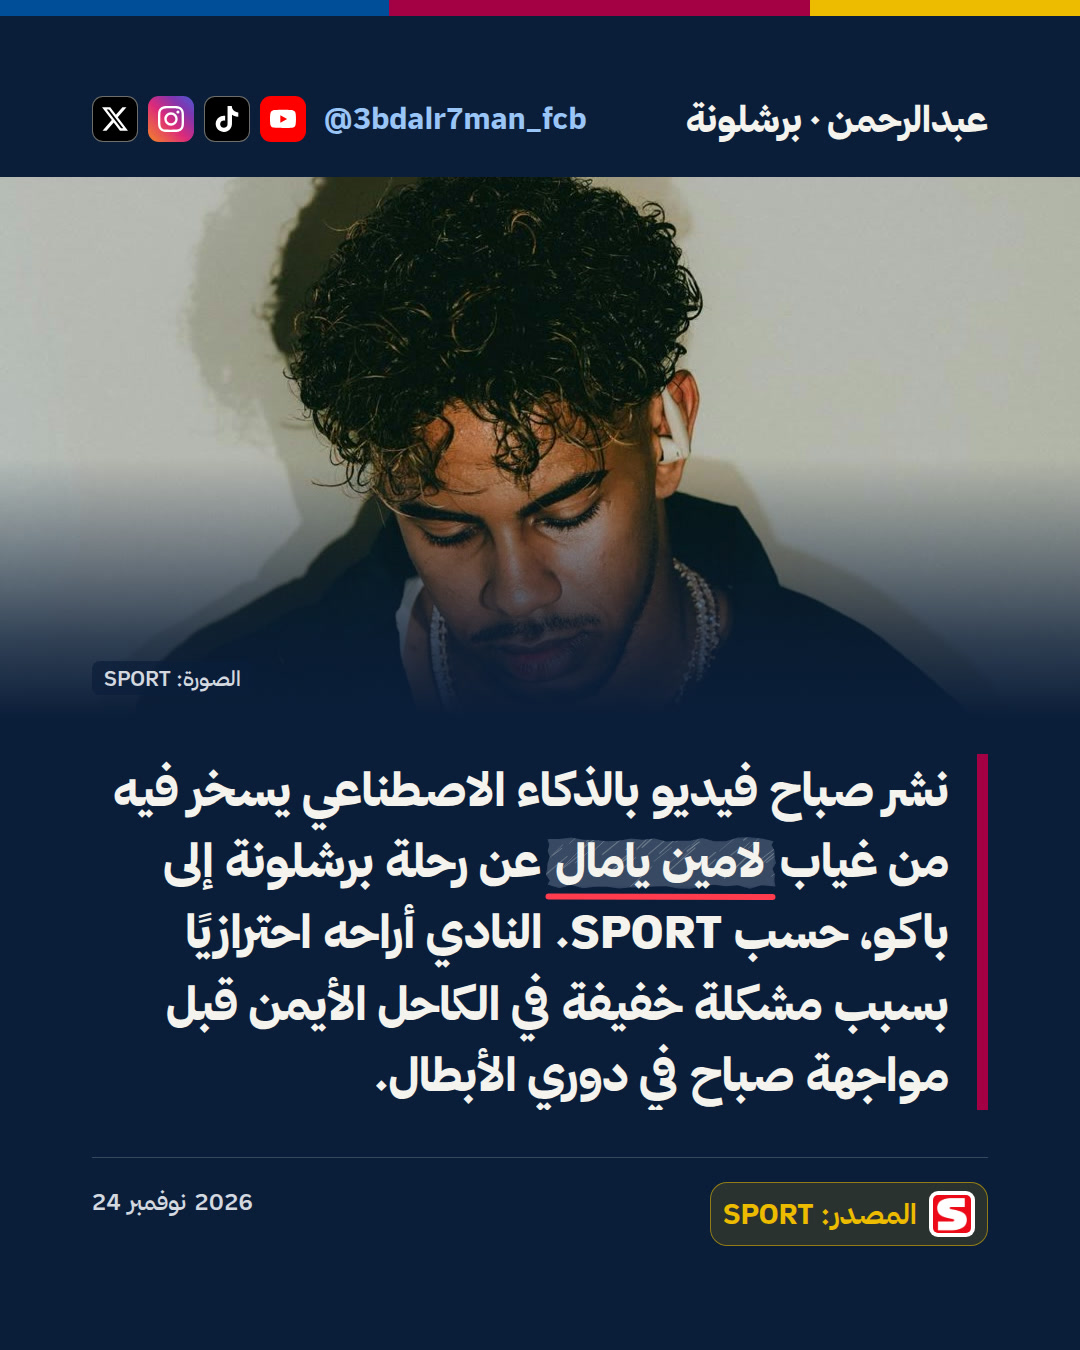 عبدالرحمن · برشلونة
@3bdalr7man_fcb
الصورة: SPORT
نشر صباح فيديو بالذكاء الاصطناعي يسخر فيه
من غياب لامين يامال عن رحلة برشلونة إلى
باكو، حسب SPORT. النادي أراحه احترازيًا
بسبب مشكلة خفيفة في الكاحل الأيمن قبل
مواجهة صباح في دوري الأبطال.
المصدر: SPORT
24 نوفمبر 2026